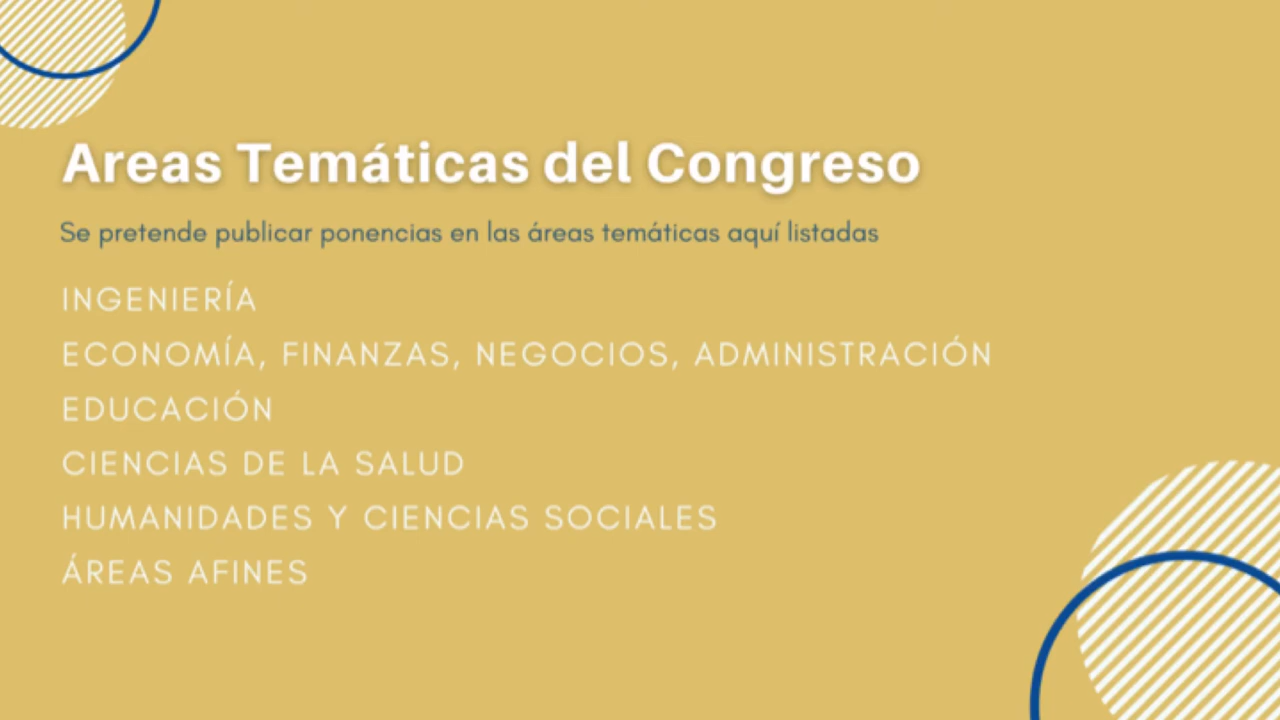 Areas Temáticas del Congreso
Se pretende publicar ponencias en las áreas temáticas aquí listadas
INGENIERÍA
ECONOMÍA, FINANZAS, NEGOCIOS, ADMINISTRACIÓN
EDUCACIÓN
CIENCIAS DE LA SALUD
HUMANIDADES Y CIENCIAS SOCIALES
ÁREAS AFINES